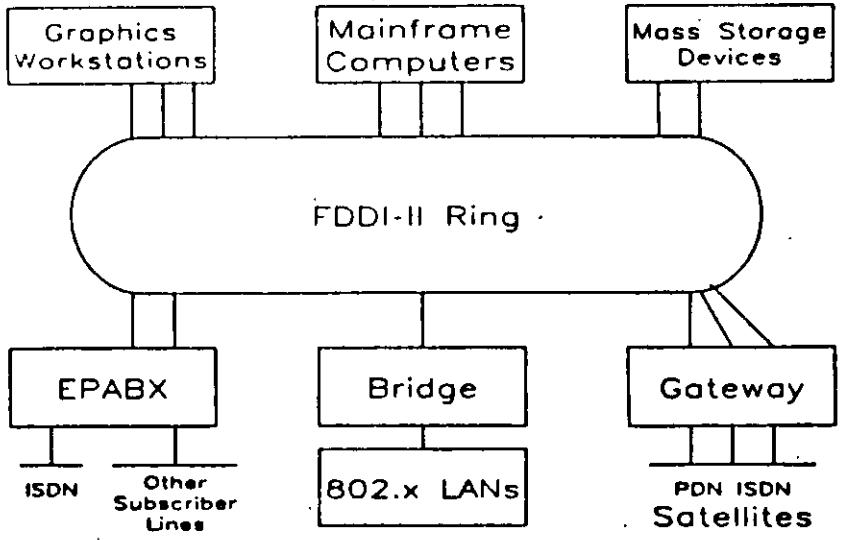 Graphics
Workstations
Mainframe
Computers
Mass Storage
Devices
FDDI-II Ring
EPABX
Bridge
Gateway
ISDN
Other
Subscriber
Lines
802.x LANs
PDN ISDN
Satellites